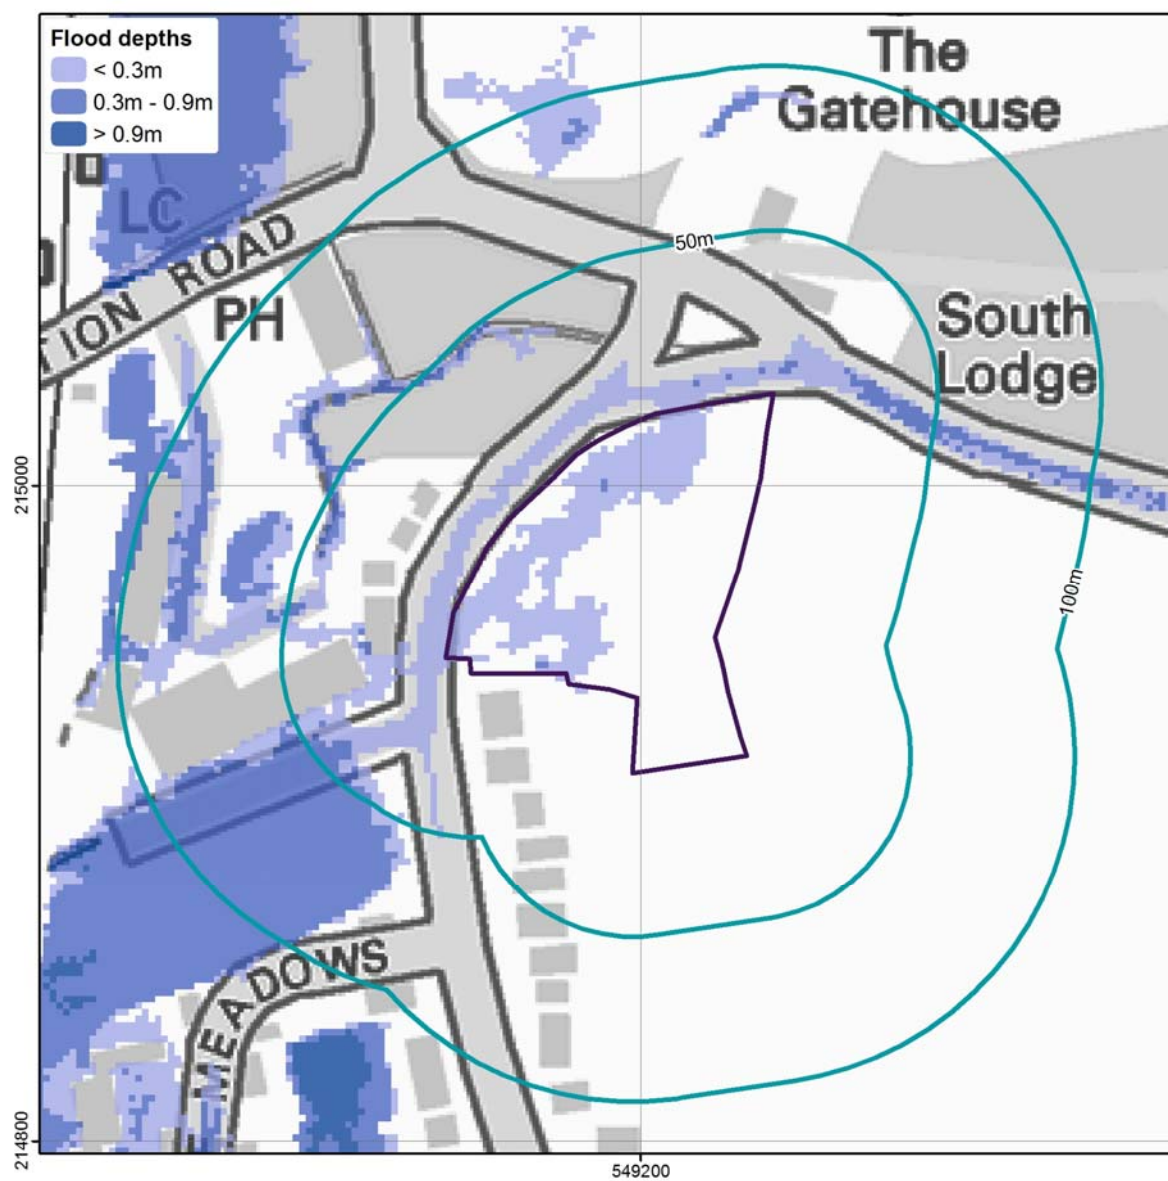 Flood depths
< 0.3m
0.3m - 0.9m
> 0.9m
The
Gatehouse
LC
TION ROAD
PH
50m
South
Lodge
100m
MEADOWS
215000
214800
549200